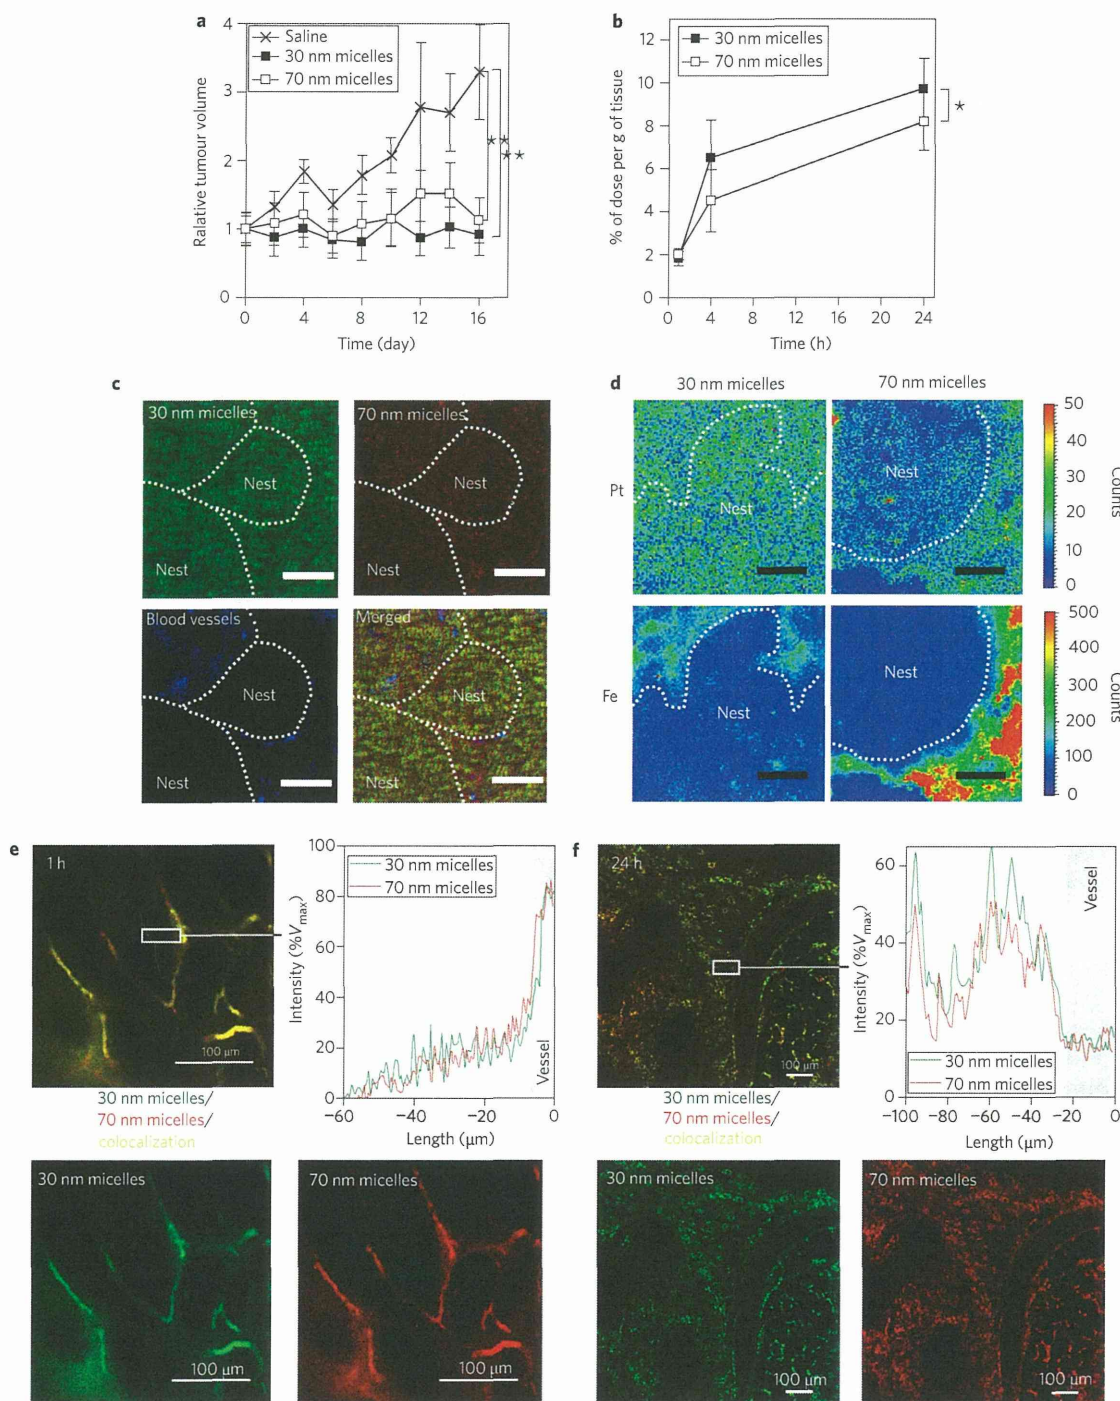 a
Saline
30 nm micelles
70 nm micelles
Ralative tumour volume
4
3
2
1
0
0 4 8 12 16
Time (day)
b
30 nm micelles
70 nm micelles
% of dose per g of tissue
12
10
8
6
4
2
0
0 4 8 12 16 20 24
Time (h)
c
30 nm micelles
Nest
Nest
70 nm micelles
Nest
Nest
Blood vessels
Nest
Nest
Merged
Nest
Nest
d
30 nm micelles
70 nm micelles
Pt
Nest
Nest
50
40
30
20
10
0
Counts
Fe
Nest
Nest
500
400
300
200
100
0
Counts
e
1 h
100 μm
30 nm micelles/
70 nm micelles/
colocalization
30 nm micelles
70 nm micelles
Intensity (%Vmax)
100
80
60
40
20
0
Vessel
−60 −40 −20 0
Length (μm)
30 nm micelles
100 μm
70 nm micelles
100 μm
f
24 h
100 μm
30 nm micelles/
70 nm micelles/
colocalization
Intensity (%Vmax)
60
40
20
0
Vessel
30 nm micelles
70 nm micelles
−100 −80 −60 −40 −20 0
Length (μm)
30 nm micelles
100 μm
70 nm micelles
100 μm